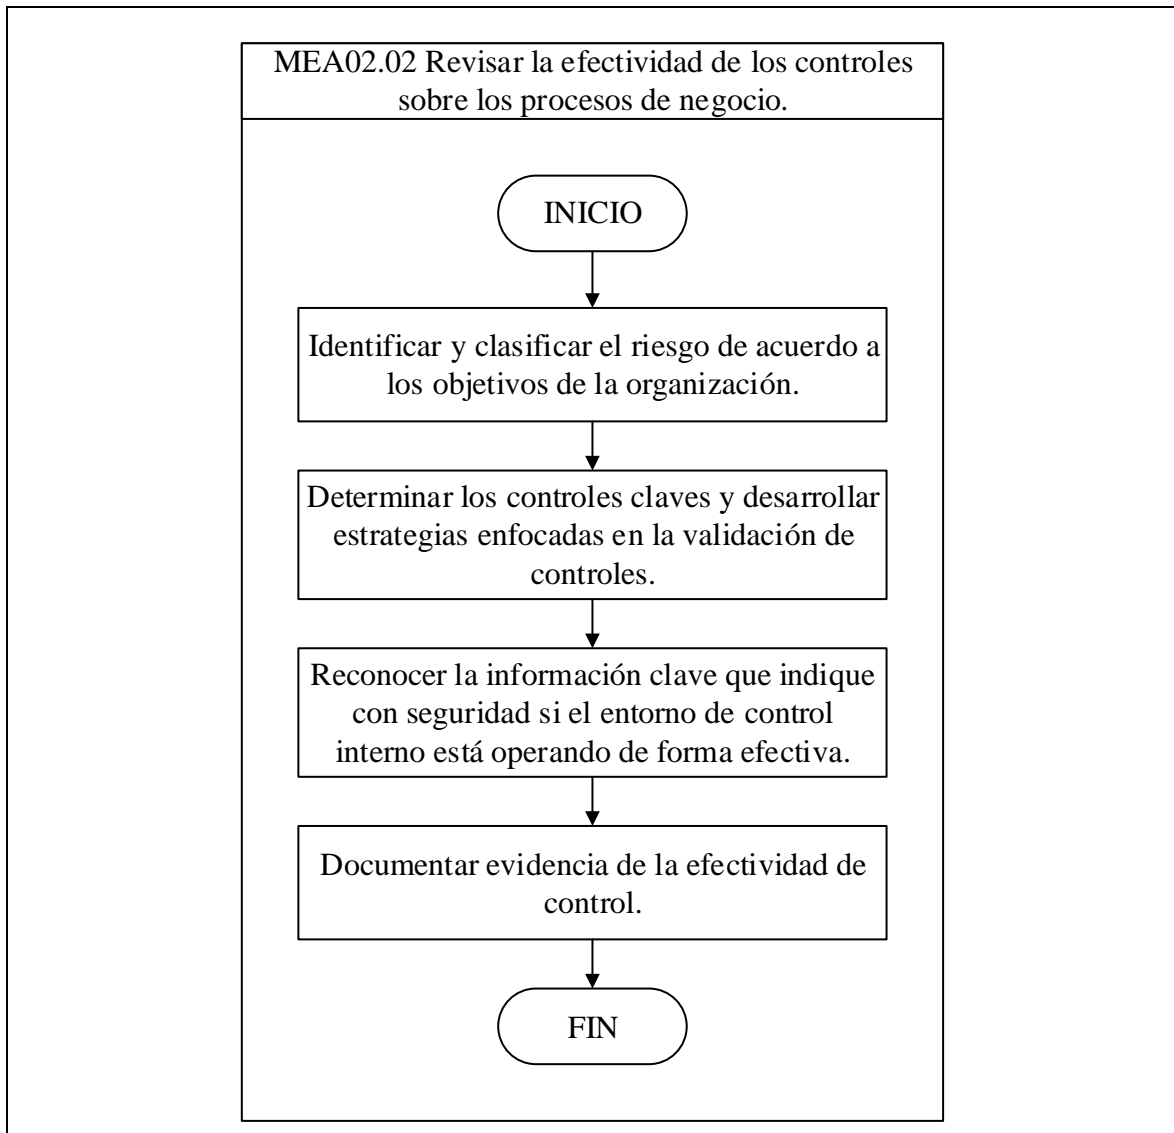 MEA02.02 Revisar la efectividad de los controles
sobre los procesos de negocio.
INICIO
Identificar y clasificar el riesgo de acuerdo a
los objetivos de la organización.
Determinar los controles claves y desarrollar
estrategias enfocadas en la validación de
controles.
Reconocer la información clave que indique
con seguridad si el entorno de control
interno está operando de forma efectiva.
Documentar evidencia de la efectividad de
control.
FIN